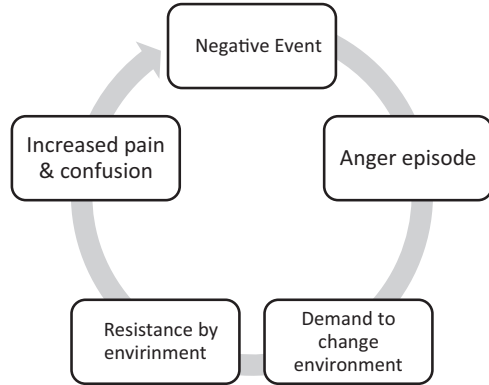 Negative Event
Anger episode
Demand to
change
environment
Resistance by
envirinment
Increased pain
& confusion